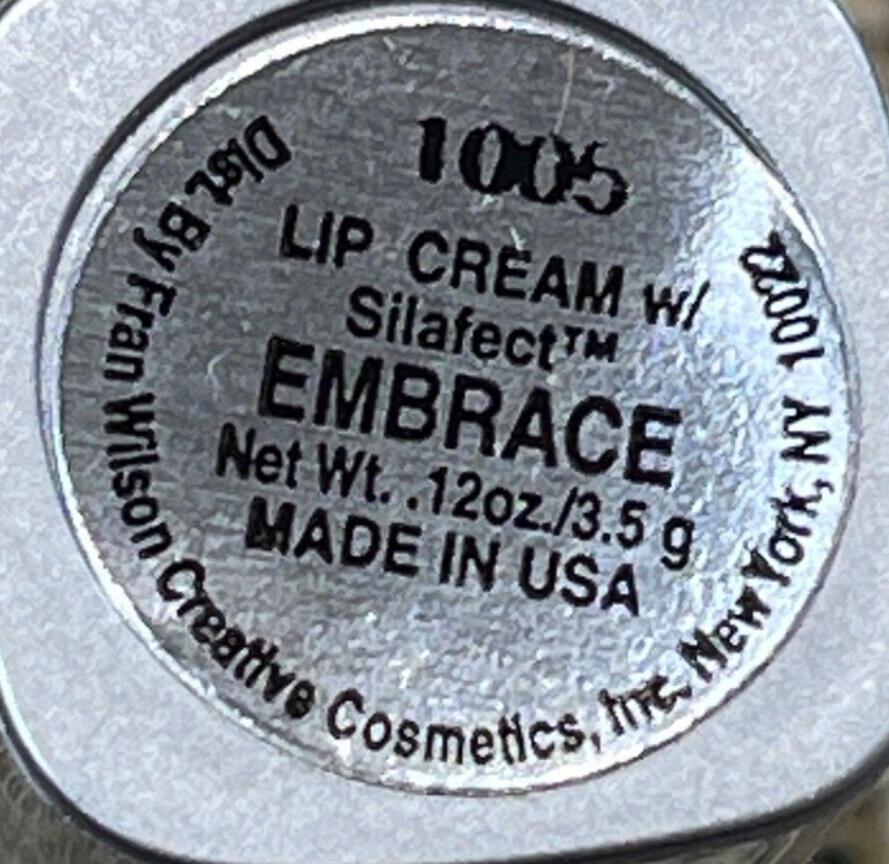 1005
LIP CREAM w/
Silafect™
EMBRACE
Net Wt. .12oz./3.5 g
MADE IN USA
Dist. By Fran Wilson Creative Cosmetics, Inc. New York, NY 10022